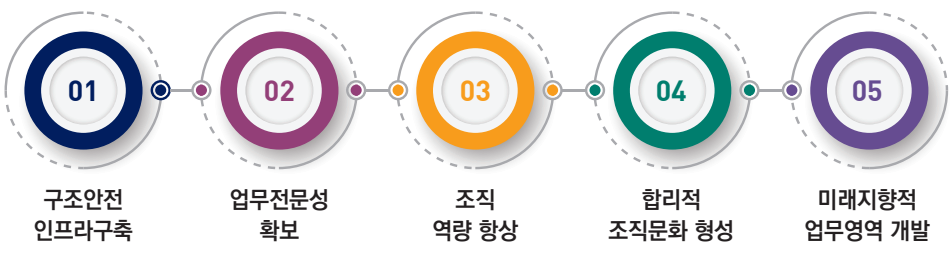 01
02
03
04
05
구조안전
인프라구축
업무전문성
확보
조직
역량 항상
합리적
조직문화 형성
미래지향적
업무영역 개발